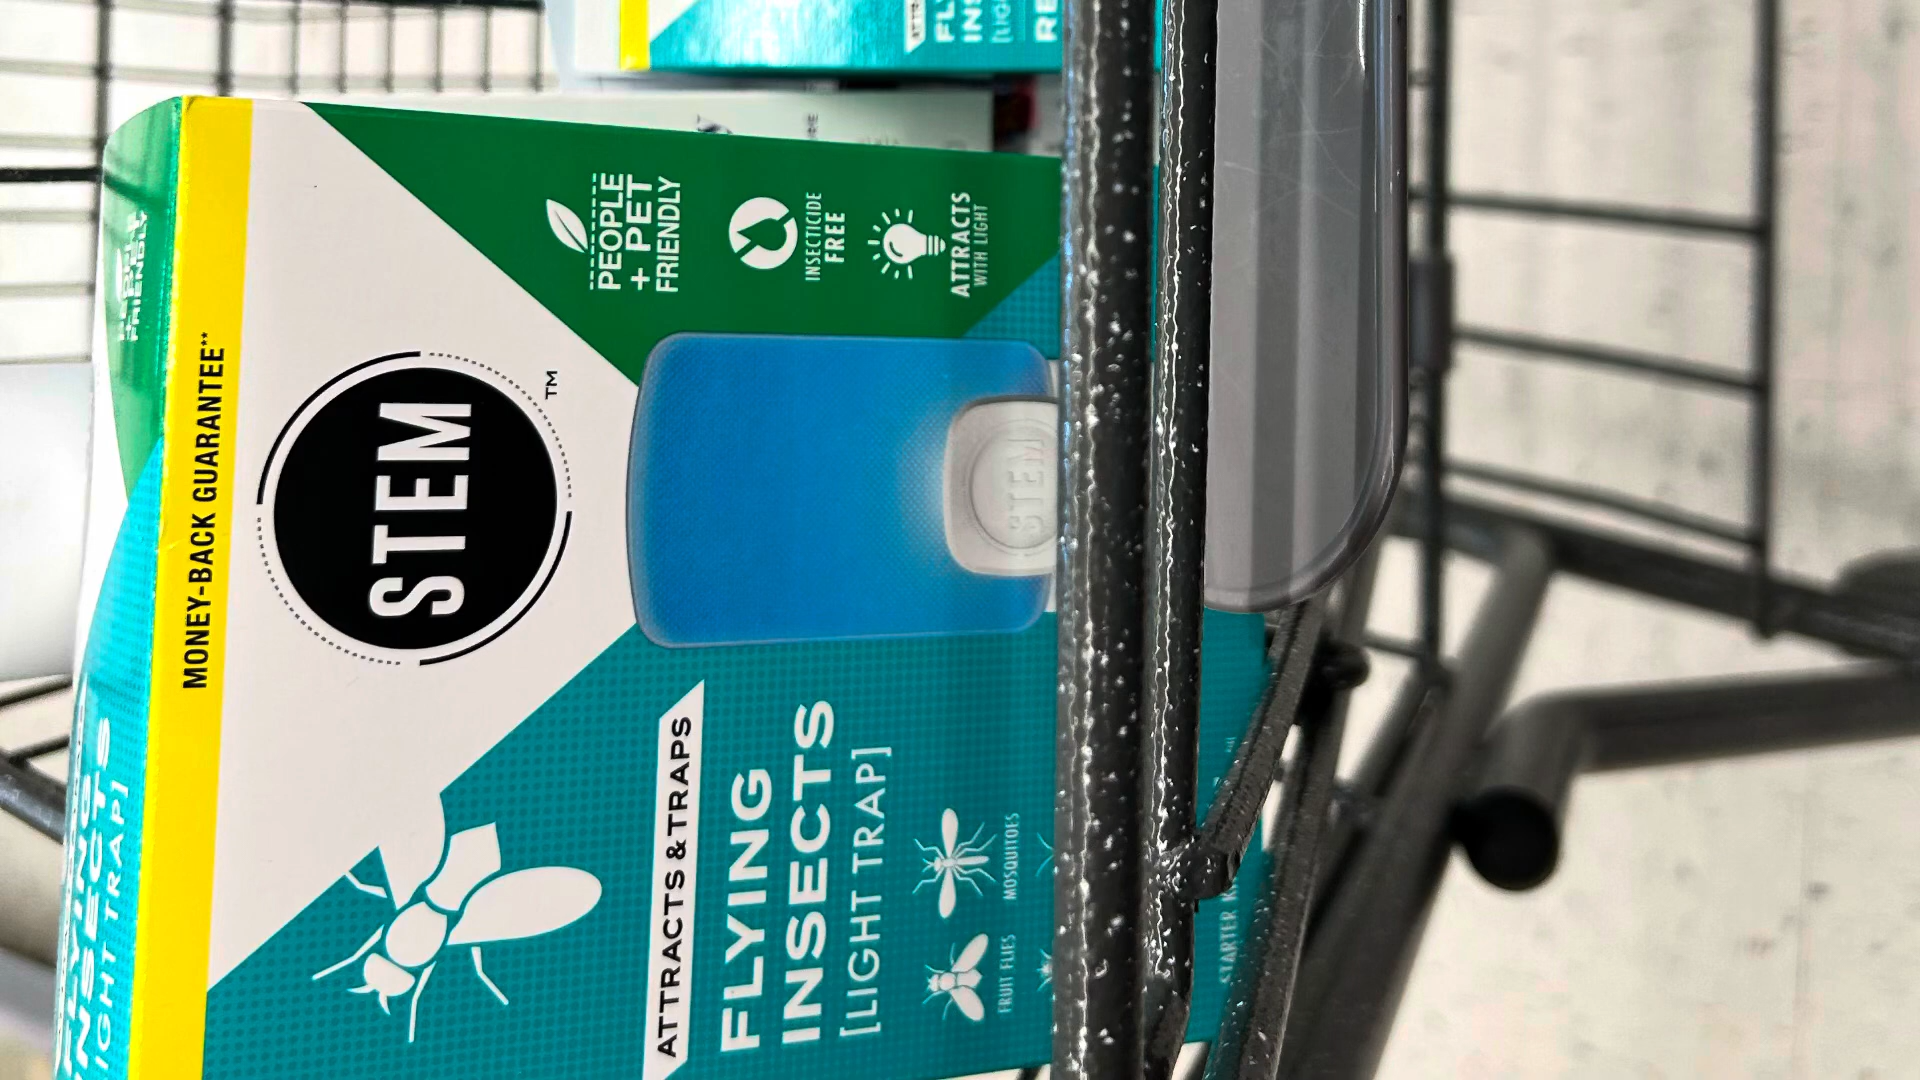 MONEY-BACK GUARANTEE**
STEM
TM
PEOPLE
+ PET
FRIENDLY
INSECTICIDE
FREE
ATTRACTS
WITH LIGHT
STEM
ATTRACTS & TRAPS
FLYING
INSECTS
[LIGHT TRAP]
FRUIT FLIES
MOSQUITOES
STARTER
FRIENDLY
INSECTS
LIGHT TRAP]